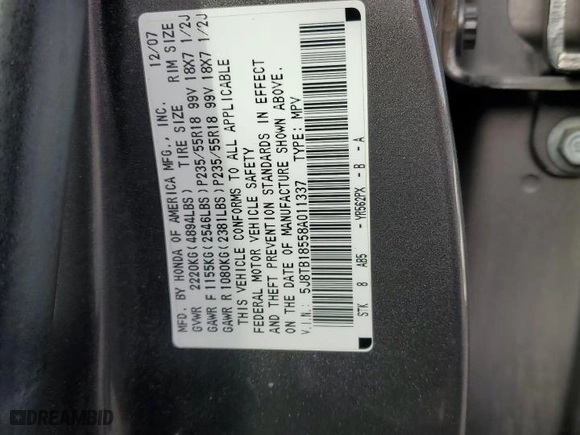 MFD. BY HONDA OF AMERICA MFG., INC. 12/07
GVWR 2220KG(4894LBS) TIRE SIZE RIM SIZE
GAWR F 1155KG(2546LBS)P235/55R18 99V 18X7 1/2J
GAWR R 1080KG(2381LBS)P235/55R18 99V 18X7 1/2J
THIS VEHICLE CONFORMS TO ALL APPLICABLE
FEDERAL MOTOR VEHICLE SAFETY
AND THEFT PREVENTION STANDARDS IN EFFECT
ON THE DATE OF MANUFACTURE SHOWN ABOVE.
V.I.N.: 5J8TB18558A011337 TYPE: MPV
STK 8 AB5 - YR562PX - B - A
DREAMBID